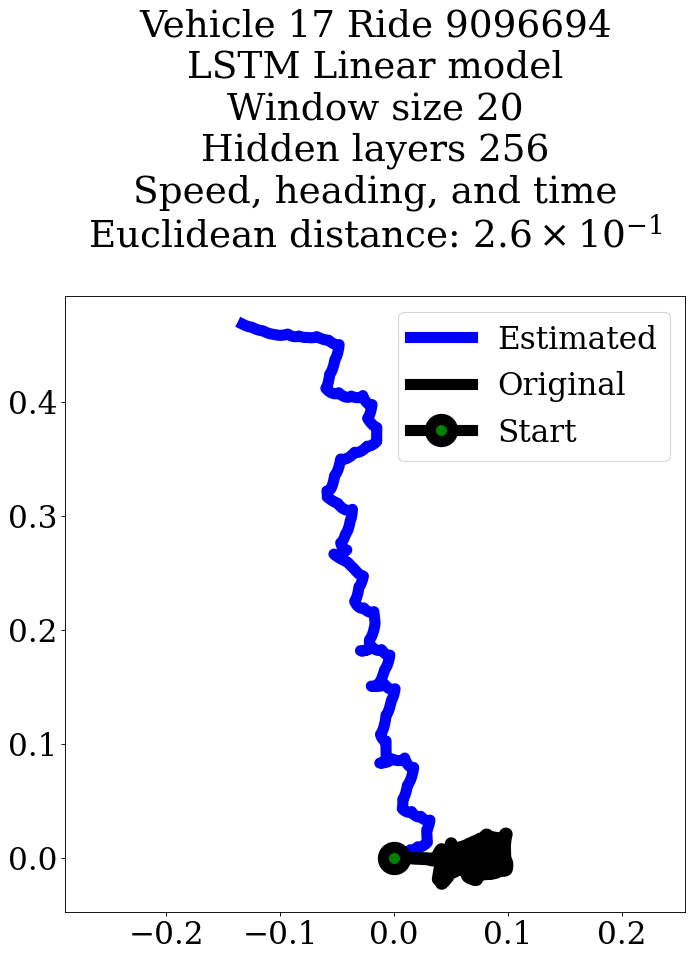 Vehicle 17 Ride 9096694
LSTM Linear model
Window size 20
Hidden layers 256
Speed, heading, and time
Euclidean distance: 2.6 × 10⁻¹
Estimated
Original
Start
0.4
0.3
0.2
0.1
0.0
−0.2 −0.1 0.0 0.1 0.2